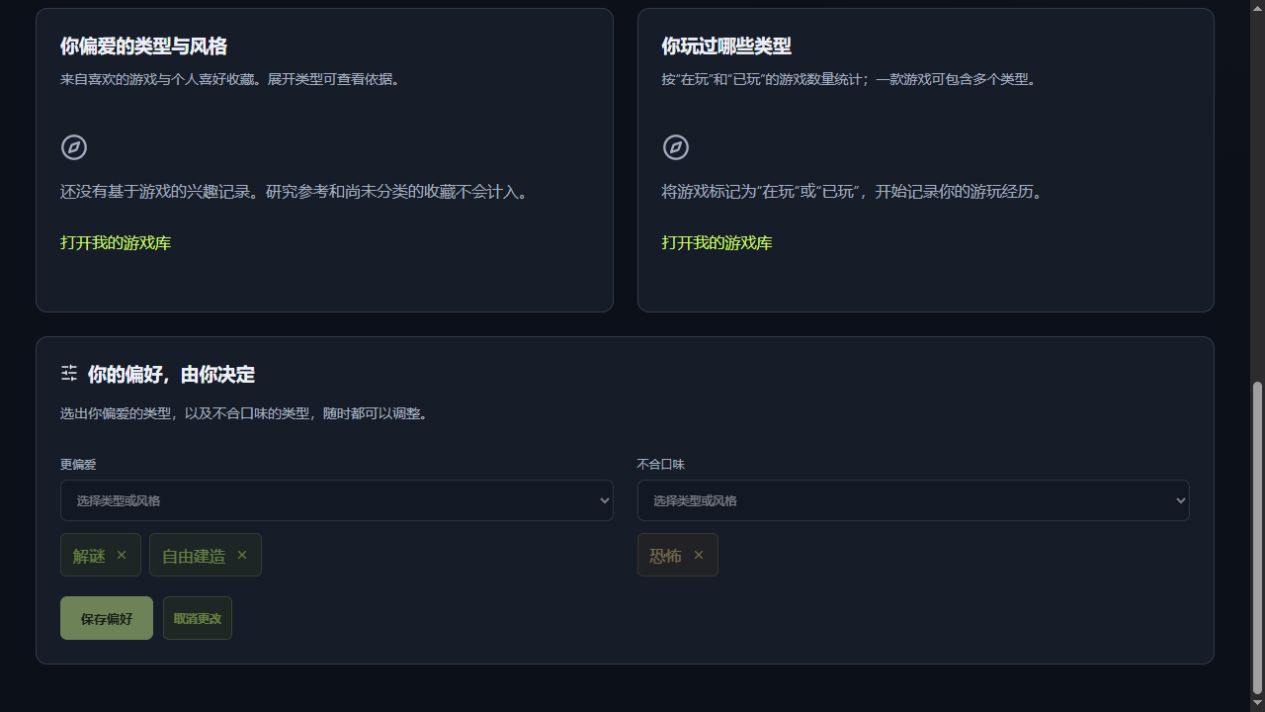 你偏爱的类型与风格
来自喜欢的游戏与个人喜好收藏。展开类型可查看依据。
还没有基于游戏的兴趣记录。研究参考和尚未分类的收藏不会计入。
打开我的游戏库
你玩过哪些类型
按“在玩”和“已玩”的游戏数量统计；一款游戏可包含多个类型。
将游戏标记为“在玩”或“已玩”，开始记录你的游玩经历。
打开我的游戏库
你的偏好，由你决定
选出你偏爱的类型，以及不合口味的类型，随时都可以调整。
更偏爱
选择类型或风格
解谜 ×
自由建造 ×
不合口味
选择类型或风格
恐怖 ×
保存偏好
取消更改